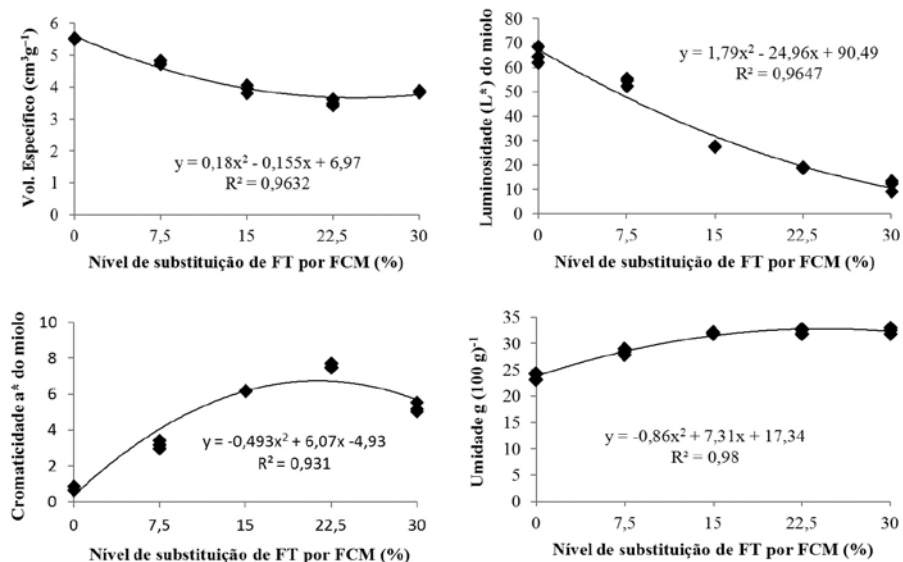 Vol. Específico (cm³g⁻¹)
6
5
4
3
2
1
0
y = 0,18x² - 0,155x + 6,97
R² = 0,9632
0 7,5 15 22,5 30
Nível de substituição de FT por FCM (%)
Luminosidade (L*) do miolo
80
70
60
50
40
30
20
10
0
y = 1,79x² - 24,96x + 90,49
R² = 0,9647
0 7,5 15 22,5 30
Nível de substituição de FT por FCM (%)
Cromaticidade a* do miolo
10
8
6
4
2
0
y = -0,493x² + 6,07x -4,93
R² = 0,931
0 7,5 15 22,5 30
Nível de substituição de FT por FCM (%)
Umidade g (100 g)⁻¹
35
30
25
20
15
10
5
0
y = -0,86x² + 7,31x + 17,34
R² = 0,98
0 7,5 15 22,5 30
Nível de substituição de FT por FCM (%)